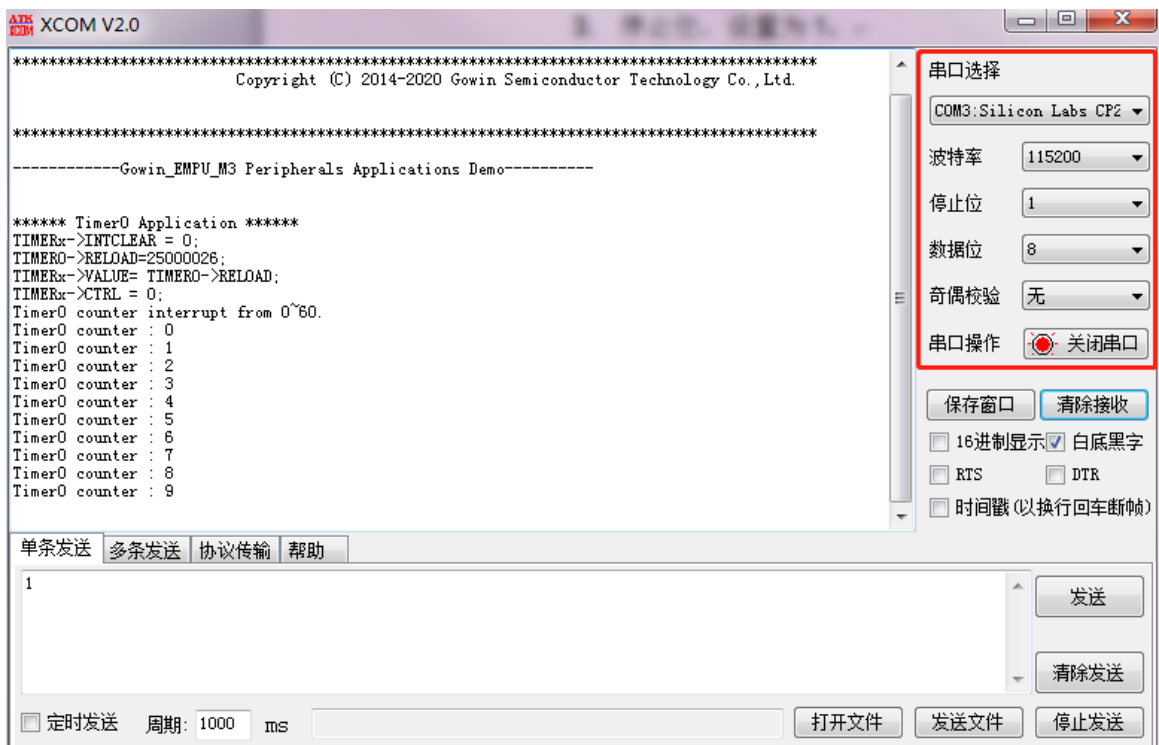 ATK
XCOM
XCOM V2.0
******************************************************************************************
Copyright (C) 2014-2020 Gowin Semiconductor Technology Co.,Ltd.
******************************************************************************************
------------Gowin_EMPU_M3 Peripherals Applications Demo----------
****** Timer0 Application ******
TIMERx->INTCLEAR = 0;
TIMER0->RELOAD=25000026;
TIMERx->VALUE= TIMER0->RELOAD;
TIMERx->CTRL = 0;
Timer0 counter interrupt from 0~60.
Timer0 counter : 0
Timer0 counter : 1
Timer0 counter : 2
Timer0 counter : 3
Timer0 counter : 4
Timer0 counter : 5
Timer0 counter : 6
Timer0 counter : 7
Timer0 counter : 8
Timer0 counter : 9
串口选择
COM3:Silicon Labs CP2
波特率 115200
停止位 1
数据位 8
奇偶校验 无
串口操作 关闭串口
保存窗口 清除接收
16进制显示 白底黑字
RTS DTR
时间戳(以换行回车断帧)
单条发送 多条发送 协议传输 帮助
1
发送
清除发送
定时发送 周期: 1000 ms 打开文件 发送文件 停止发送